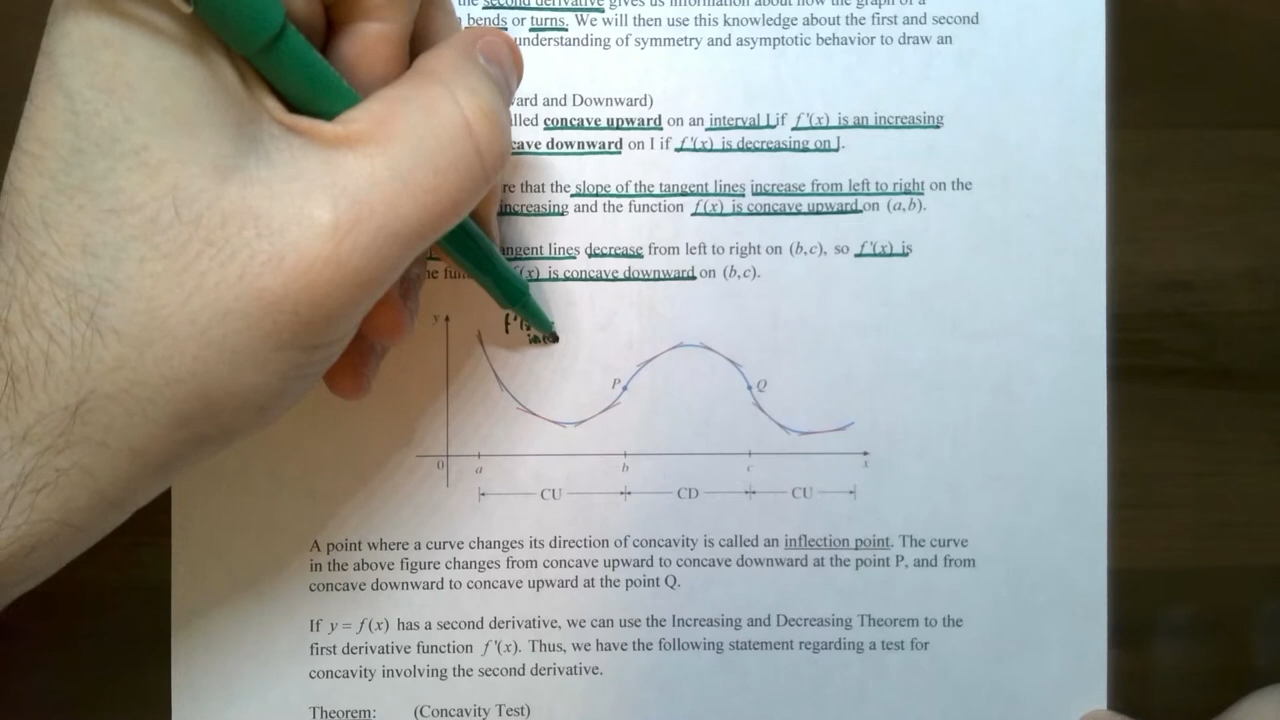 the second derivative gives us information about how the graph of a
bends or turns. We will then use this knowledge about the first and second
understanding of symmetry and asymptotic behavior to draw an
ard and Downward)
lled concave upward on an interval I if f'(x) is an increasing
cave downward on I if f'(x) is decreasing on I.
re that the slope of the tangent lines increase from left to right on the
increasing and the function f(x) is concave upward on (a,b).
angent lines decrease from left to right on (b,c), so f'(x) is
he fun f(x) is concave downward on (b,c).
y
P
Q
0 a b c x
CU CD CU
A point where a curve changes its direction of concavity is called an inflection point. The curve
in the above figure changes from concave upward to concave downward at the point P, and from
concave downward to concave upward at the point Q.
If y = f(x) has a second derivative, we can use the Increasing and Decreasing Theorem to the
first derivative function f'(x). Thus, we have the following statement regarding a test for
concavity involving the second derivative.
Theorem: (Concavity Test)